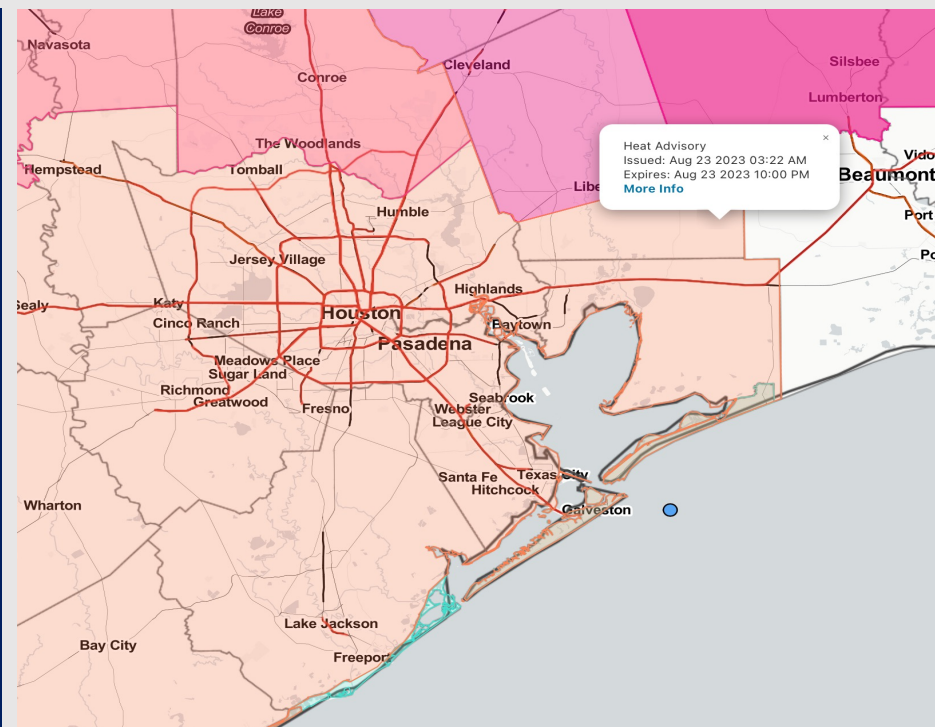 Lake
Conroe
Navasota
Cleveland
Silsbee
Conroe
Lumberton
The Woodlands
Heat Advisory
×
Issued: Aug 23 2023 03:22 AM
Expires: Aug 23 2023 10:00 PM
More Info
Hempstead
Tomball
Libe
Beaumont
Vido
Humble
Port
Jersey Village
Po
Highlands
Sealy
Katy
Houston
Cinco Ranch
Baytown
Pasadena
Meadows Place
Sugar Land
Richmond
Greatwood
Fresno
Seabrook
Webster
League City
Santa Fe
Texas City
Hitchcock
Wharton
Galveston
Lake Jackson
Bay City
Freeport